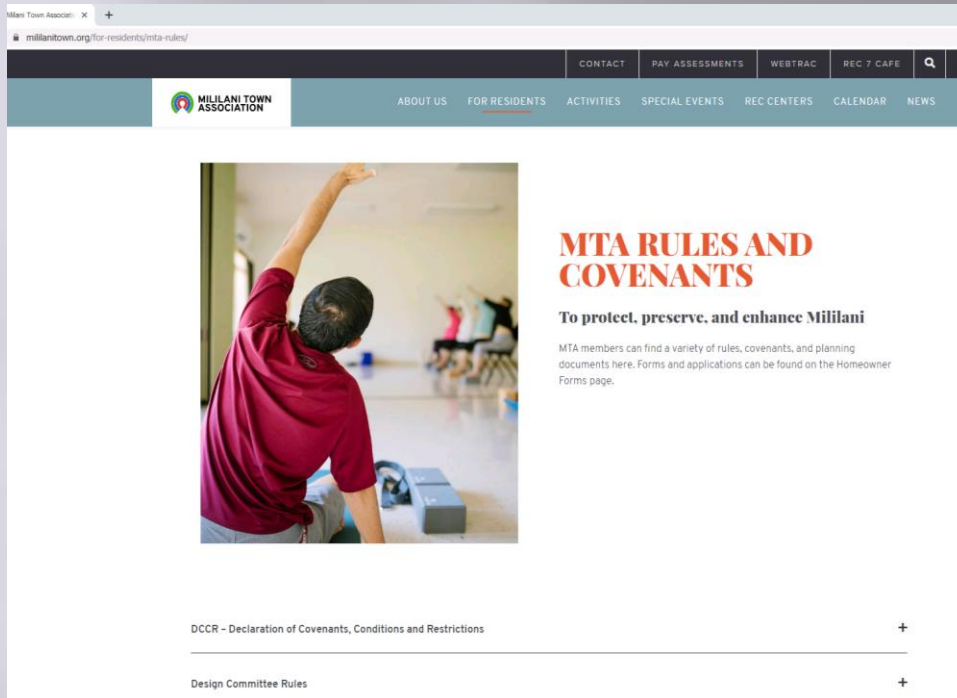 Mililani Town Associati
mililanitown.org/for-residents/mta-rules/
CONTACT PAY ASSESSMENTS WEBTRAC REC 7 CAFE
MILILANI TOWN
ASSOCIATION
ABOUT US FOR RESIDENTS ACTIVITIES SPECIAL EVENTS REC CENTERS CALENDAR NEWS
MTA RULES AND
COVENANTS
To protect, preserve, and enhance Mililani
MTA members can find a variety of rules, covenants, and planning
documents here. Forms and applications can be found on the Homeowner
Forms page.
DCCR – Declaration of Covenants, Conditions and Restrictions +
Design Committee Rules +